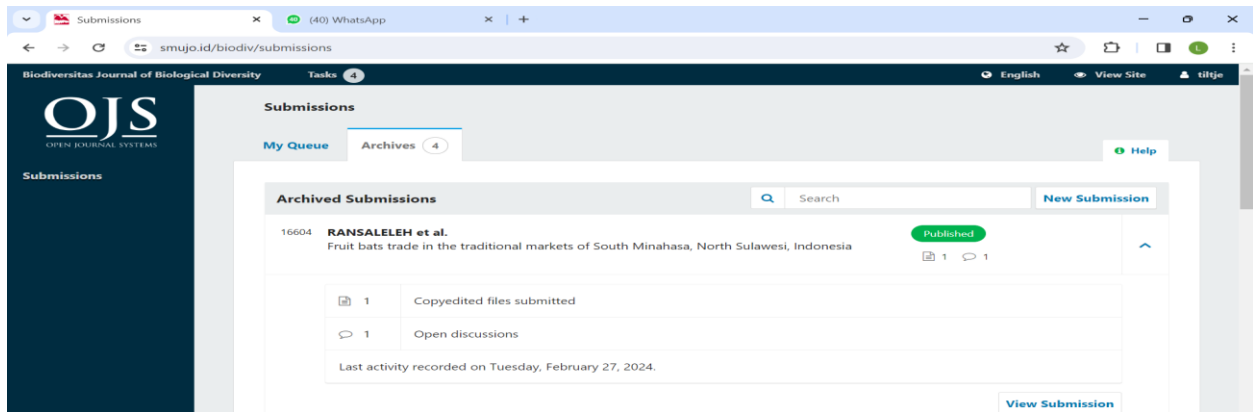 Submissions
(40) WhatsApp
smujo.id/biodiv/submissions
L
Biodiversitas Journal of Biological Diversity
Tasks 4
English
View Site
tiltje
OJS
OPEN JOURNAL SYSTEMS
Submissions
Submissions
My Queue
Archives 4
Help
Archived Submissions
Search
New Submission
16604 RANSALELEH et al.
Published
Fruit bats trade in the traditional markets of South Minahasa, North Sulawesi, Indonesia
1 1
1 Copyedited files submitted
1 Open discussions
Last activity recorded on Tuesday, February 27, 2024.
View Submission